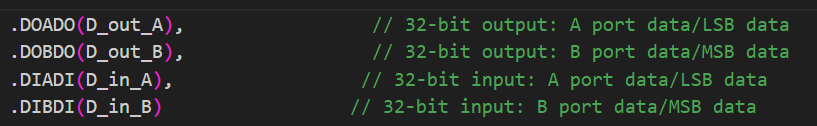 .DOADO(D_out_A),                 // 32-bit output: A port data/LSB data
.DOBDO(D_out_B),                 // 32-bit output: B port data/MSB data
.DIADI(D_in_A),                 // 32-bit input: A port data/LSB data
.DIBDI(D_in_B)                 // 32-bit input: B port data/MSB data